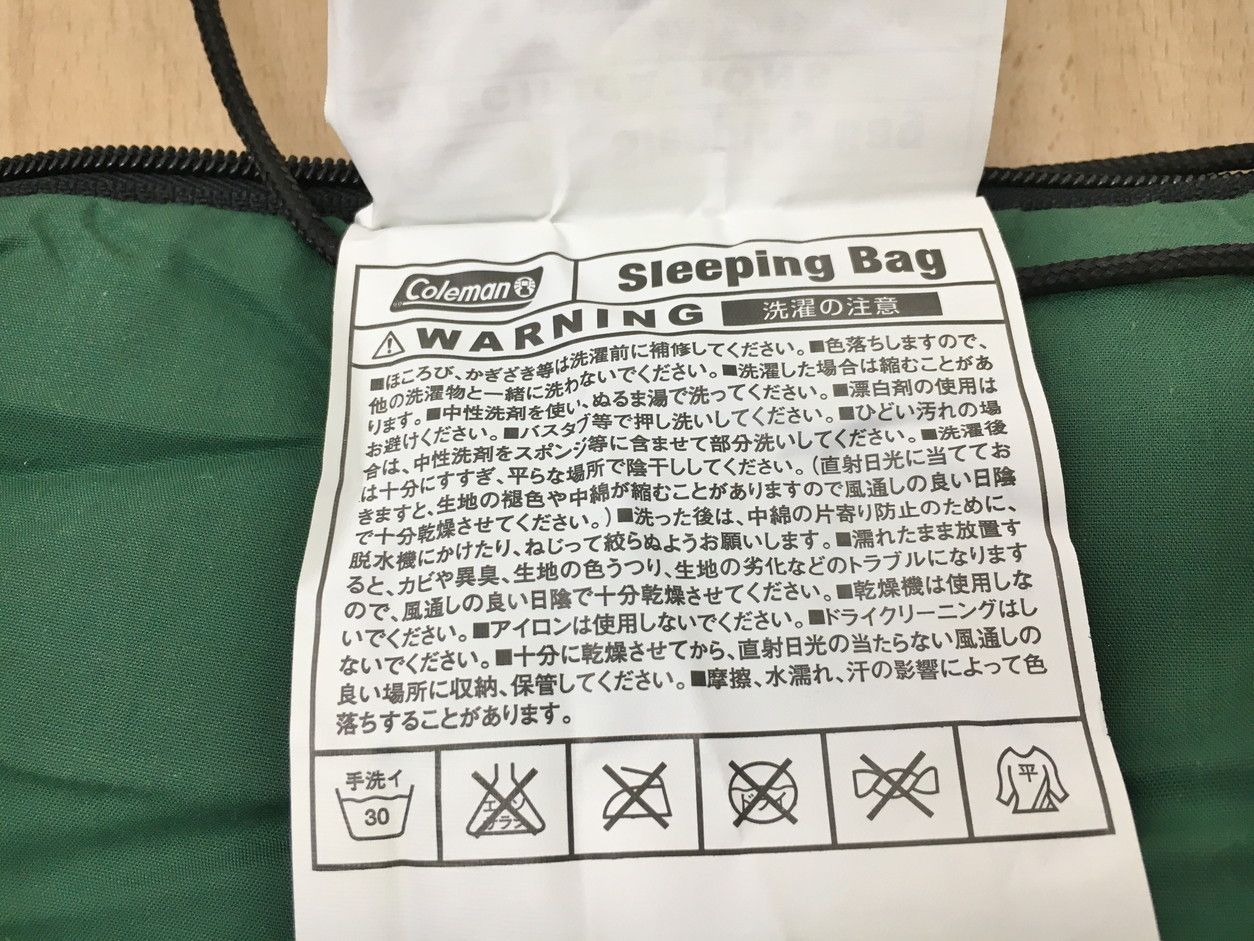 Coleman
Sleeping Bag
WARNING 洗濯の注意
■ほころび、かぎざき等は洗濯前に補修してください。■色落ちしますので、
他の洗濯物と一緒に洗わないでください。■洗濯した場合は縮むことがあ
ります。■中性洗剤を使い、ぬるま湯で洗ってください。■漂白剤の使用は
お避けください。■バスタブ等で押し洗いしてください。■ひどい汚れの場
合は、中性洗剤をスポンジ等に含ませて部分洗いしてください。■洗濯後
は十分にすすぎ、平らな場所で陰干ししてください。(直射日光に当ててお
きますと、生地の褪色や中綿が縮むことがありますので風通しの良い日陰
で十分乾燥させてください。)■洗った後は、中綿の片寄り防止のために、
脱水機にかけたり、ねじって絞らぬようお願いします。■濡れたまま放置す
ると、カビや異臭、生地の色うつり、生地の劣化などのトラブルになります
ので、風通しの良い日陰で十分乾燥させてください。■乾燥機は使用しな
いでください。■アイロンは使用しないでください。■ドライクリーニングはし
ないでください。■十分に乾燥させてから、直射日光の当たらない風通しの
良い場所に収納、保管してください。■摩擦、水濡れ、汗の影響によって色
落ちすることがあります。
手洗イ
30
エンソ
サラシ
ドライ
平